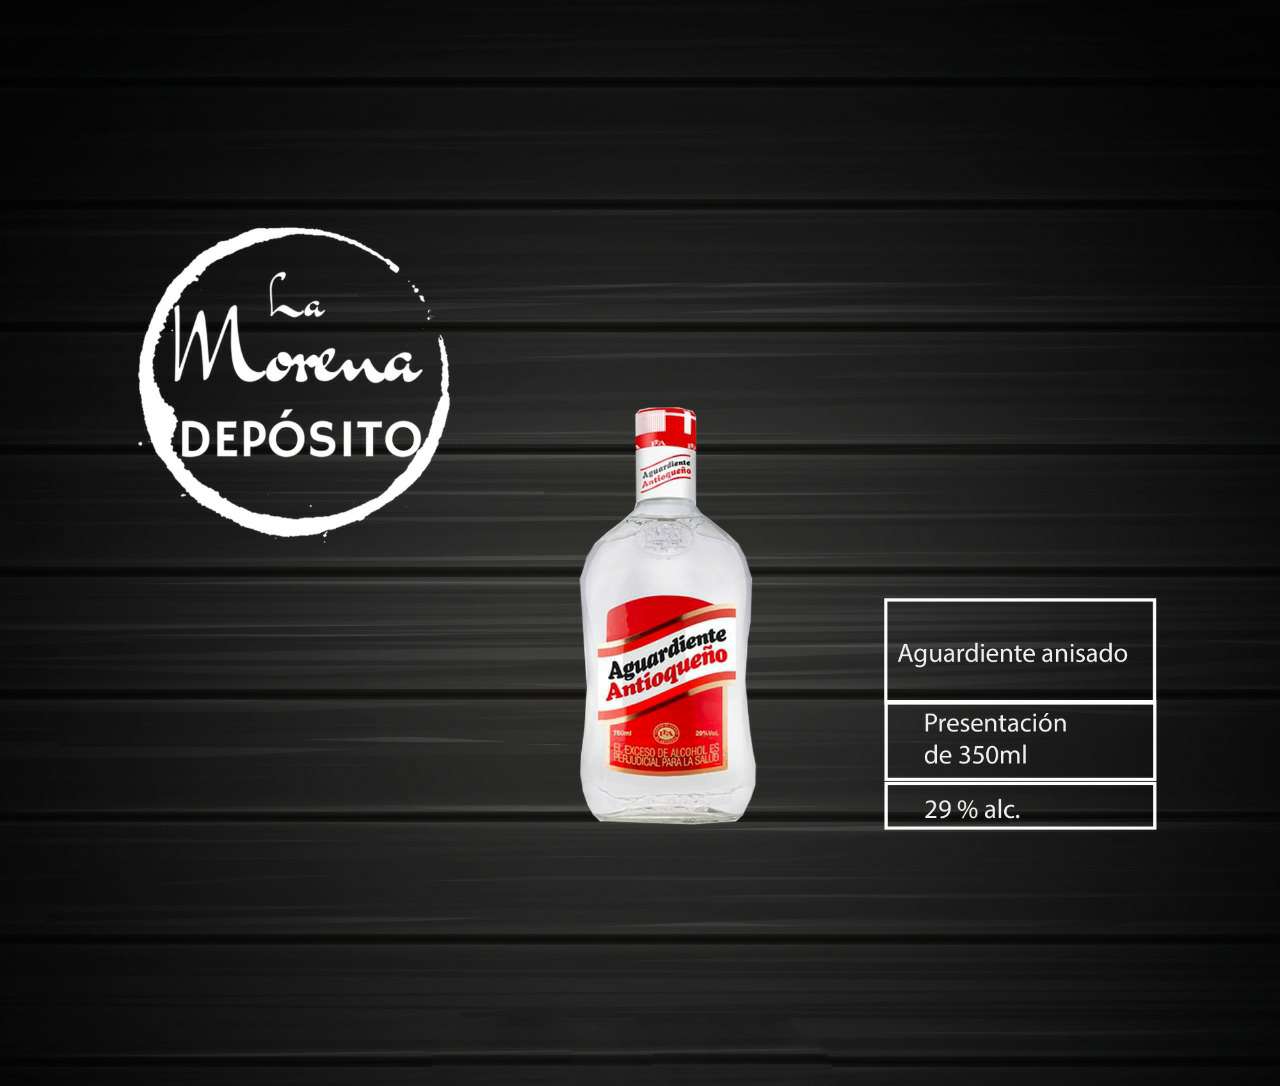 La
Morena
DEPÓSITO
Aguardiente
Antioqueño
Aguardiente
Antioqueño
750ml
29%Vol.
EL EXCESO DE ALCOHOL ES
PERJUDICIAL PARA LA SALUD
Aguardiente anisado
Presentación
de 350ml
29 % alc.